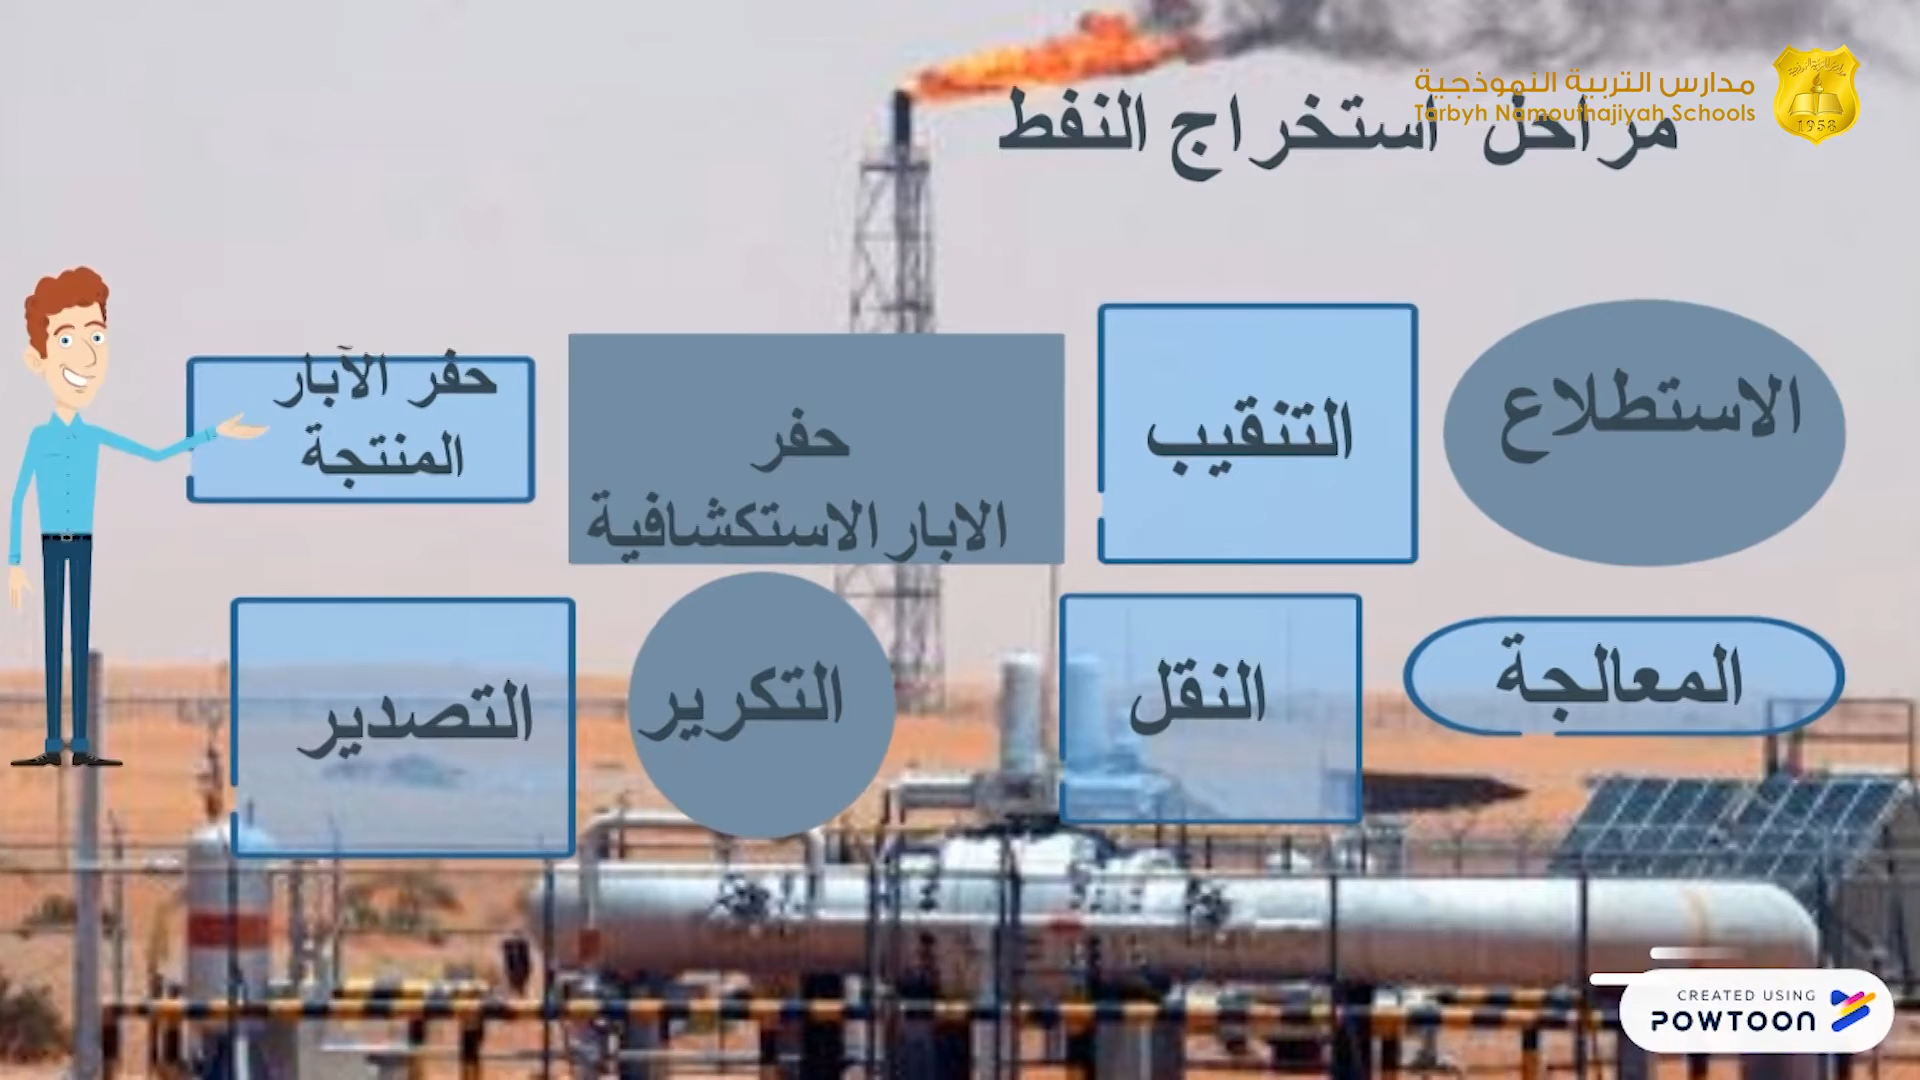 مدارس التربية النموذجية
Tarbyh Namouthajiyah Schools
1958
مراحل استخراج النفط
الاستطلاع
التنقيب
حفر
الابار الاستكشافية
حفر الآبار
المنتجة
المعالجة
النقل
التكرير
التصدير
CREATED USING
POWTOON